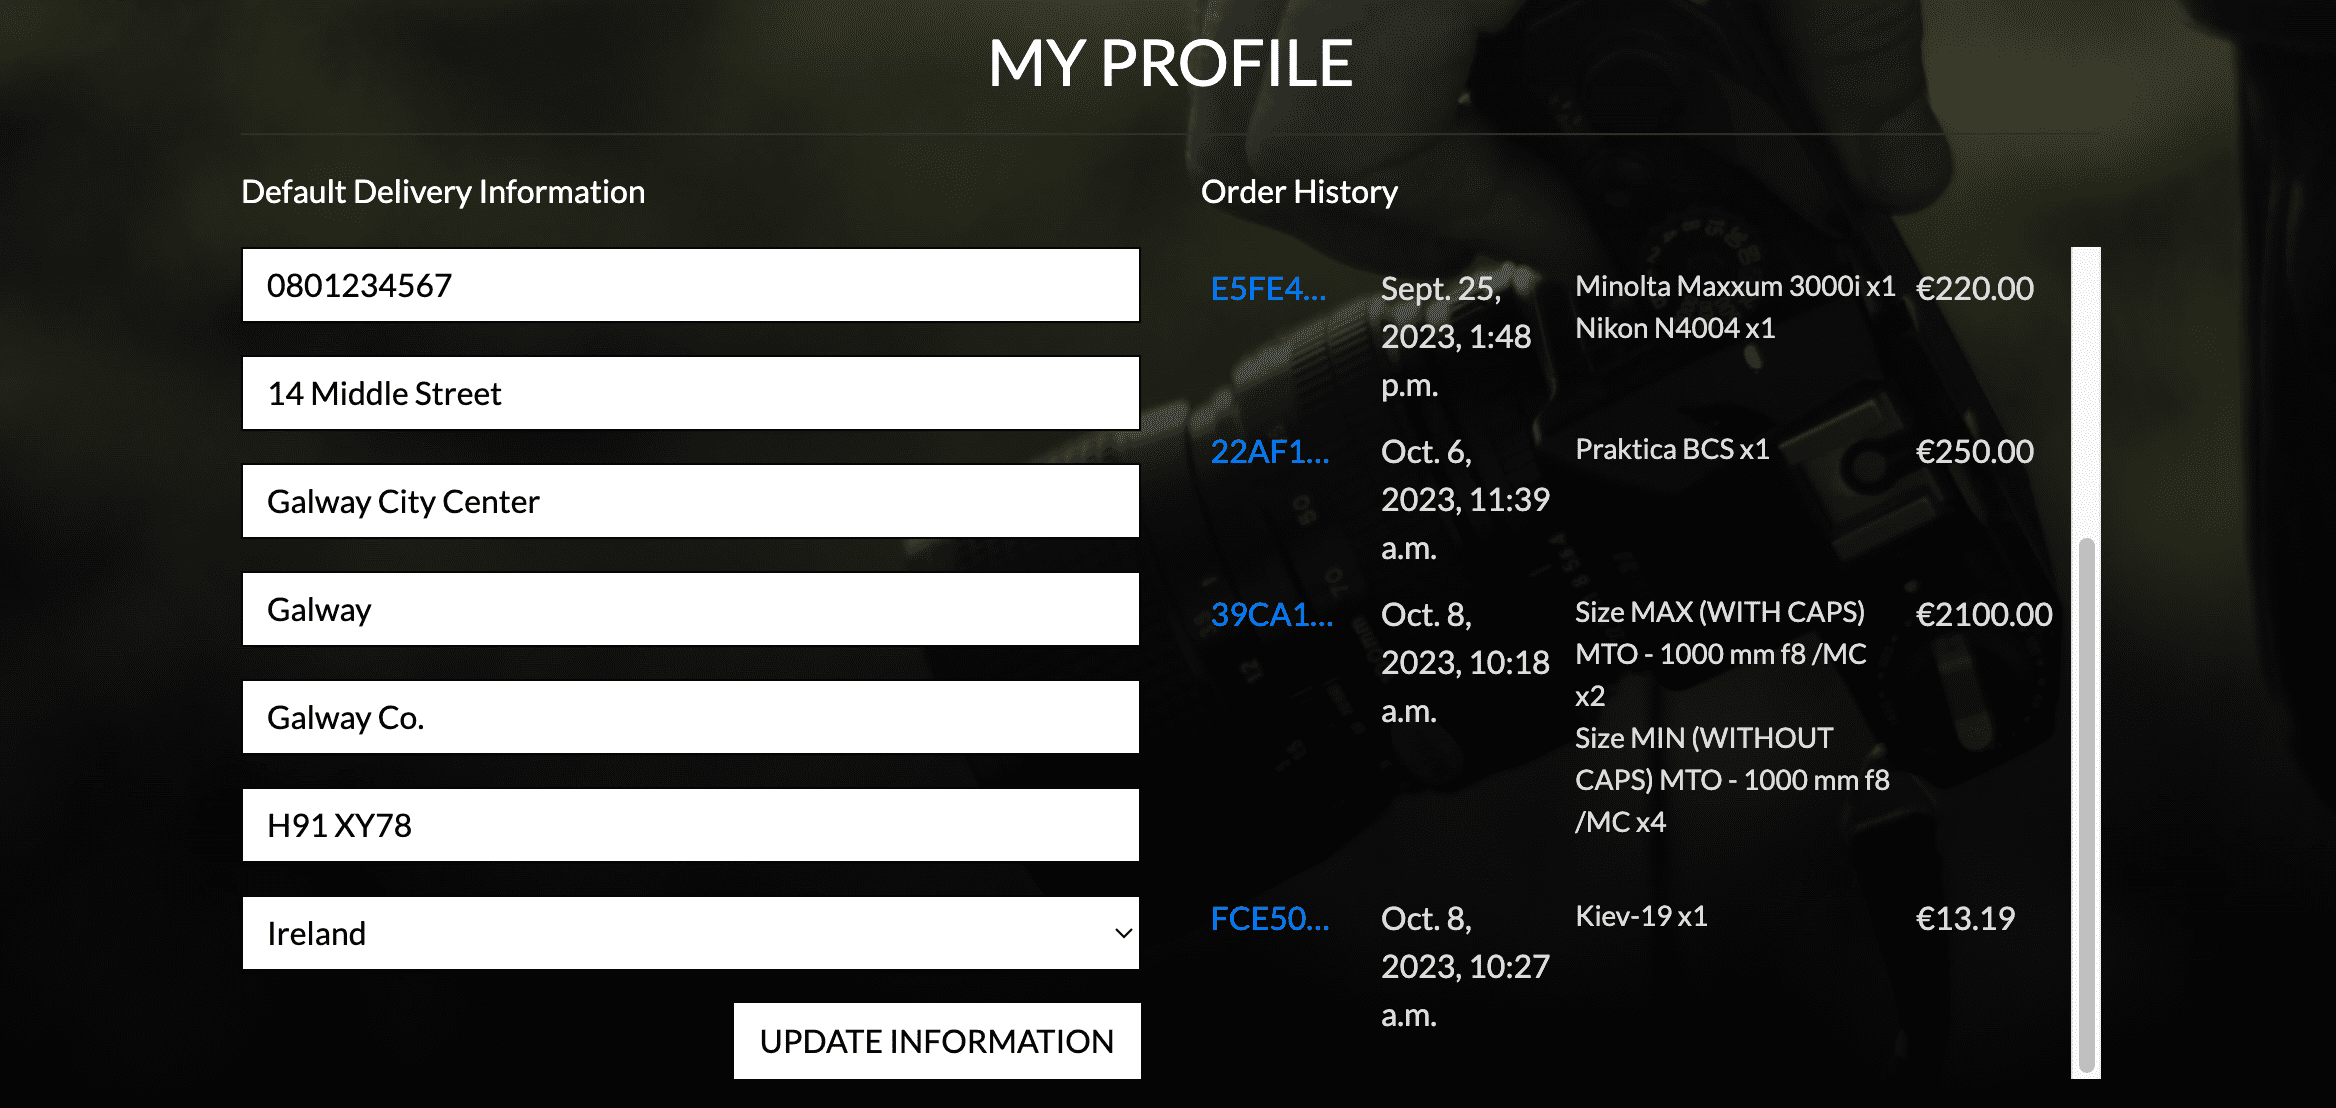 MY PROFILE
Default Delivery Information
0801234567
14 Middle Street
Galway City Center
Galway
Galway Co.
H91 XY78
Ireland
UPDATE INFORMATION
Order History
E5FE4...
Sept. 25,
2023, 1:48
p.m.
Minolta Maxxum 3000i x1
Nikon N4004 x1
€220.00
22AF1...
Oct. 6,
2023, 11:39
a.m.
Praktica BCS x1
€250.00
39CA1...
Oct. 8,
2023, 10:18
a.m.
Size MAX (WITH CAPS)
MTO - 1000 mm f8 /MC
x2
Size MIN (WITHOUT
CAPS) MTO - 1000 mm f8
/MC x4
€2100.00
FCE50...
Oct. 8,
2023, 10:27
a.m.
Kiev-19 x1
€13.19